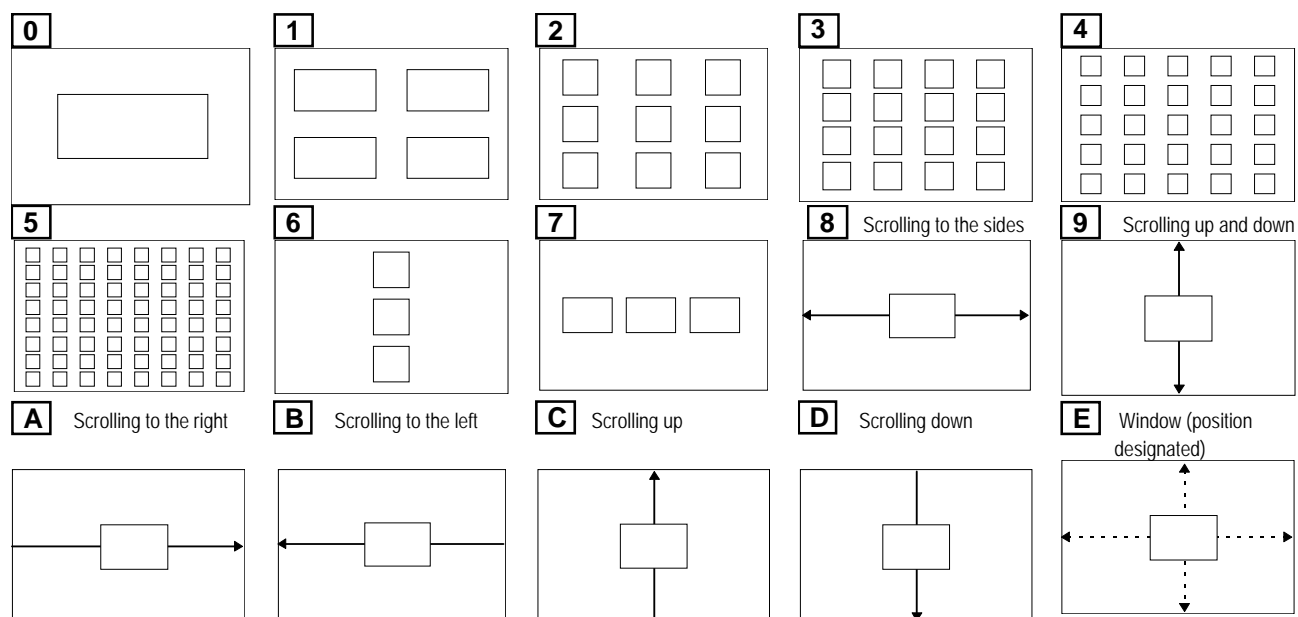 0 1 2 3 4
5 6 7 8 Scrolling to the sides 9 Scrolling up and down
A Scrolling to the right B Scrolling to the left C Scrolling up D Scrolling down E Window (position
designated)